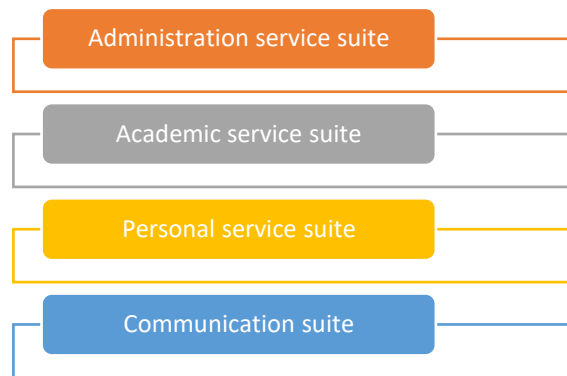 Administration service suite
Academic service suite
Personal service suite
Communication suite